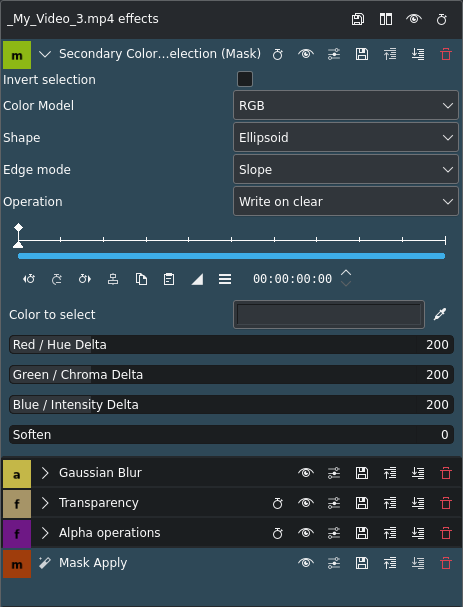 _My_Video_3.mp4 effects
m Secondary Color...election (Mask)
Invert selection
Color Model RGB
Shape Ellipsoid
Edge mode Slope
Operation Write on clear
00:00:00:00
Color to select
Red / Hue Delta 200
Green / Chroma Delta 200
Blue / Intensity Delta 200
Soften 0
a Gaussian Blur
f Transparency
f Alpha operations
m Mask Apply